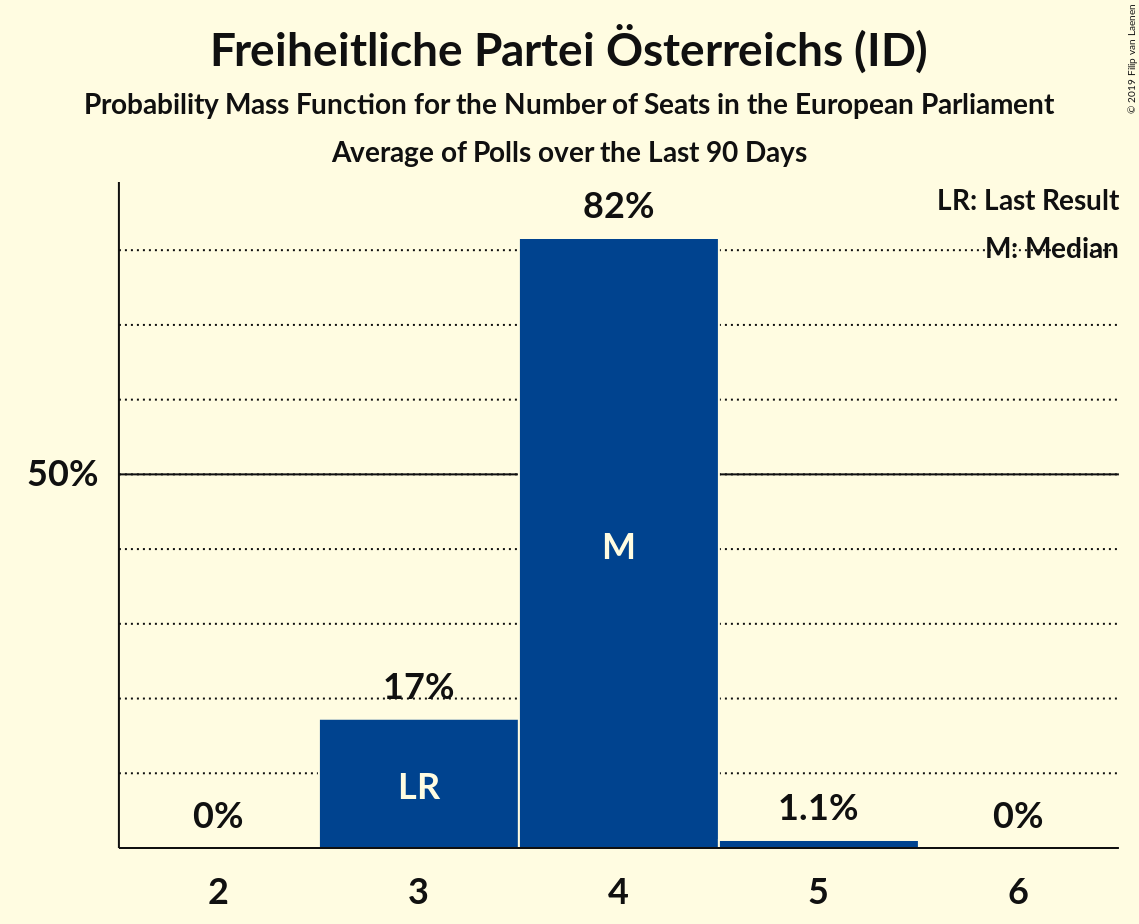 Freiheitliche Partei Österreichs (ID)
Probability Mass Function for the Number of Seats in the European Parliament
Average of Polls over the Last 90 Days
© 2019 Filip van Laenen
LR: Last Result
M: Median
82%
50%
M
17%
LR
0%
1.1%
0%
2 3 4 5 6